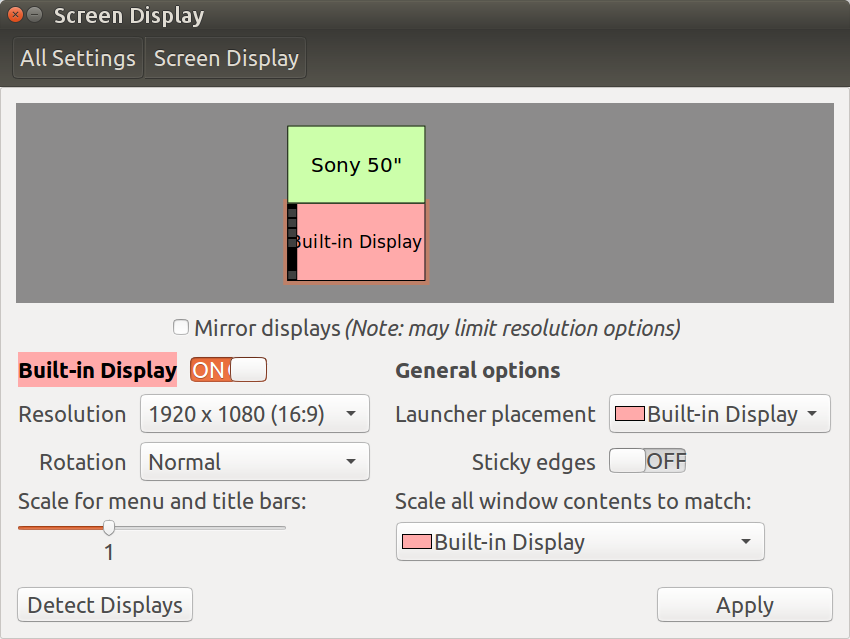 Screen Display
All Settings Screen Display
Sony 50"
Built-in Display
Mirror displays (Note: may limit resolution options)
Built-in Display ON General options
Resolution 1920 x 1080 (16:9) Launcher placement Built-in Display
Rotation Normal Sticky edges OFF
Scale for menu and title bars: Scale all window contents to match:
1 Built-in Display
Detect Displays Apply